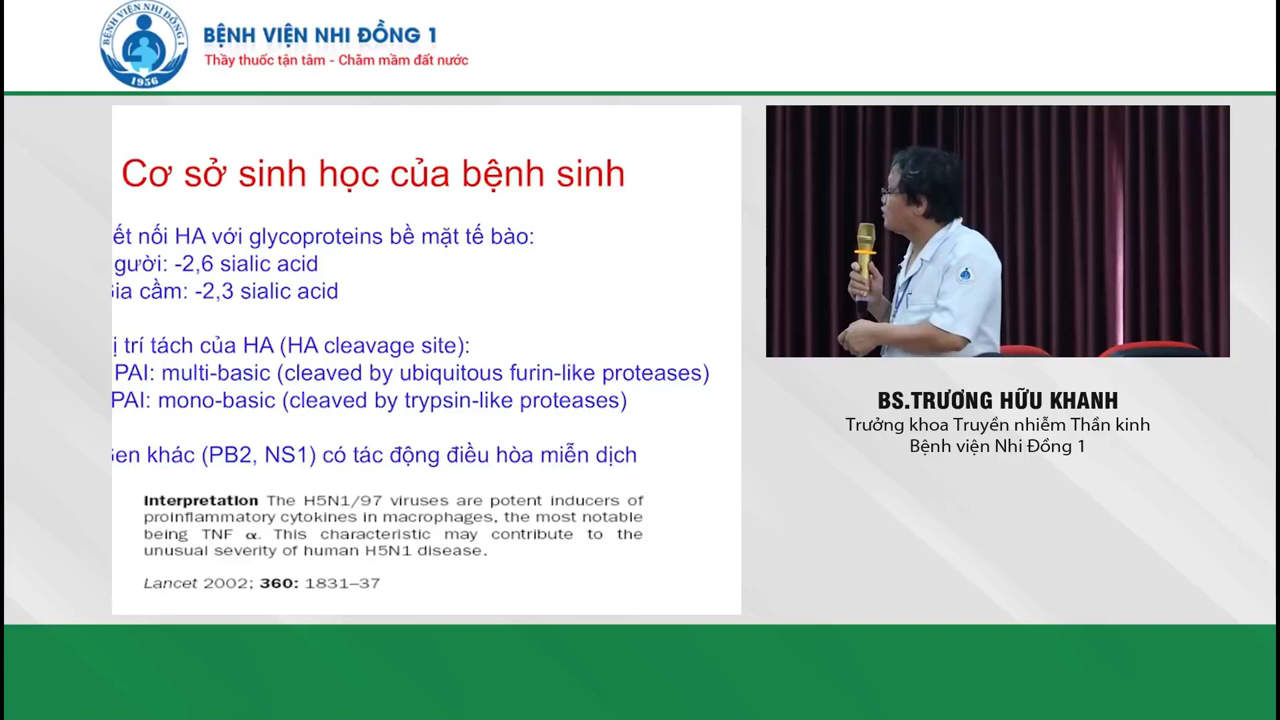 BỆNH VIỆN NHI ĐỒNG 1
1956
BỆNH VIỆN NHI ĐỒNG 1
Thầy thuốc tận tâm - Chăm mầm đất nước
Cơ sở sinh học của bệnh sinh
ết nối HA với glycoproteins bề mặt tế bào:
gười: -2,6 sialic acid
ia cầm: -2,3 sialic acid
ị trí tách của HA (HA cleavage site):
PAI: multi-basic (cleaved by ubiquitous furin-like proteases)
PAI: mono-basic (cleaved by trypsin-like proteases)
en khác (PB2, NS1) có tác động điều hòa miễn dịch
Interpretation The H5N1/97 viruses are potent inducers of
proinflammatory cytokines in macrophages, the most notable
being TNF α. This characteristic may contribute to the
unusual severity of human H5N1 disease.
Lancet 2002; 360: 1831–37
BS.TRƯƠNG HỮU KHANH
Trưởng khoa Truyền nhiễm Thần kinh
Bệnh viện Nhi Đồng 1